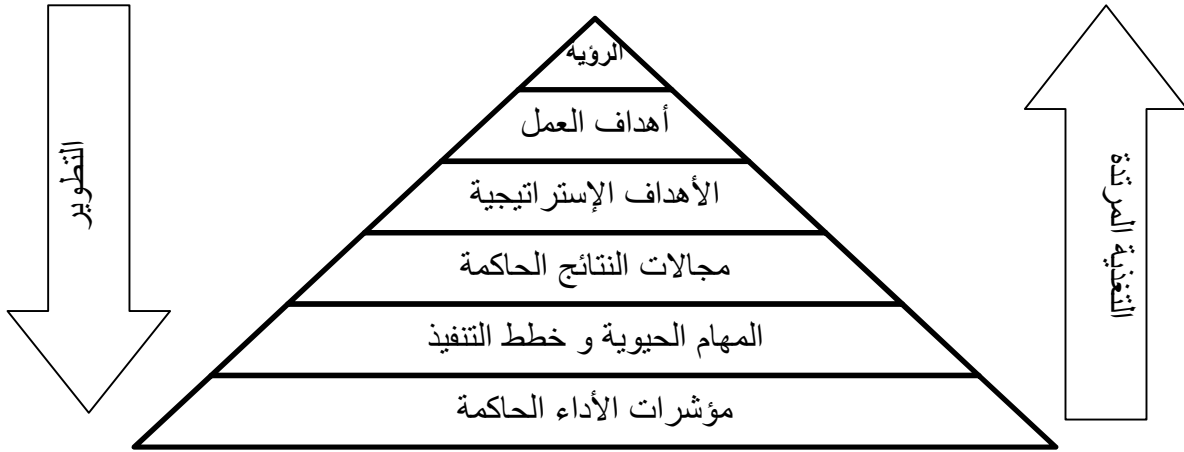 الرؤية
أهداف العمل
الأهداف الإستراتيجية
مجالات النتائج الحاكمة
المهام الحيوية و خطط التنفيذ
مؤشرات الأداء الحاكمة
التطوير
التغذية المرتدة